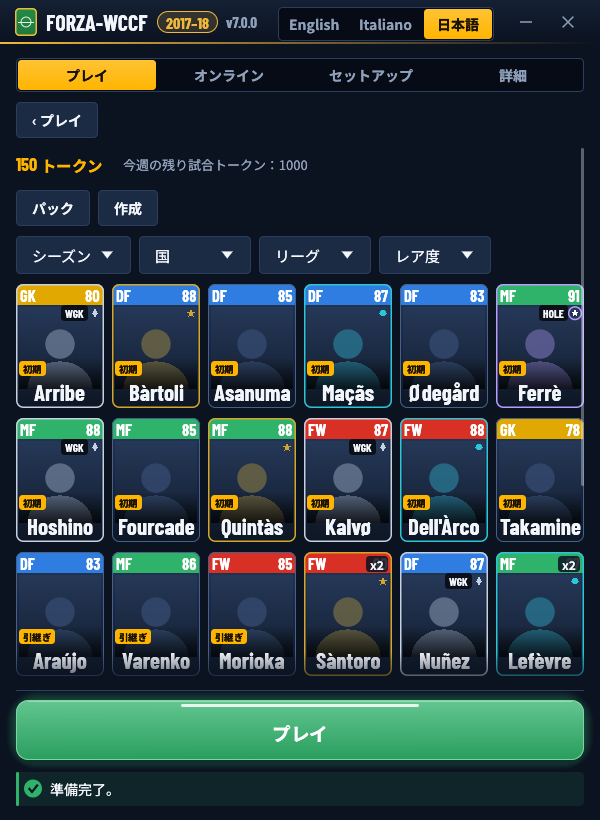 FORZA-WCCF 2017–18 v7.0.0 English Italiano 日本語
プレイ オンライン セットアップ 詳細
‹ プレイ
150 トークン 今週の残り試合トークン：1000
パック 作成
シーズン 国 リーグ レア度
GK 80 DF 88 DF 85 DF 87 DF 83 MF 91
WGK HOLE
初期 初期 初期 初期 初期 初期
Arribe Bàrtoli Asanuma Maçãs Ødegård Ferrè
MF 88 MF 85 MF 88 FW 87 FW 88 GK 78
WGK WGK
初期 初期 初期 初期 初期 初期
Hoshino Fourcade Quintàs Kalvø Dell'Àrco Takamine
DF 83 MF 86 FW 85 FW x2 DF 87 MF x2
WGK
引継ぎ 引継ぎ 引継ぎ
Araújo Varenko Morioka Sàntoro Nuñez Lefèvre
プレイ
準備完了。